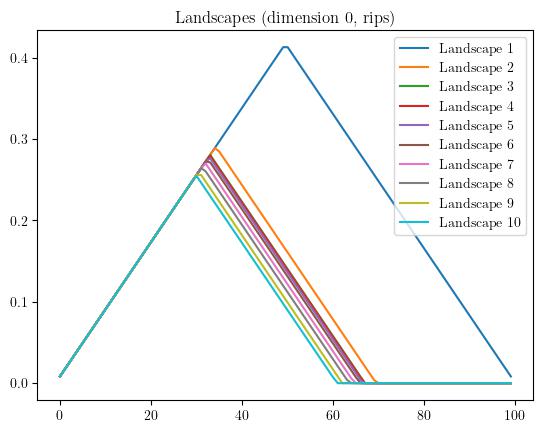 Landscapes (dimension 0, rips)
Landscape 1
Landscape 2
Landscape 3
Landscape 4
Landscape 5
Landscape 6
Landscape 7
Landscape 8
Landscape 9
Landscape 10
0.4
0.3
0.2
0.1
0.0
0 20 40 60 80 100